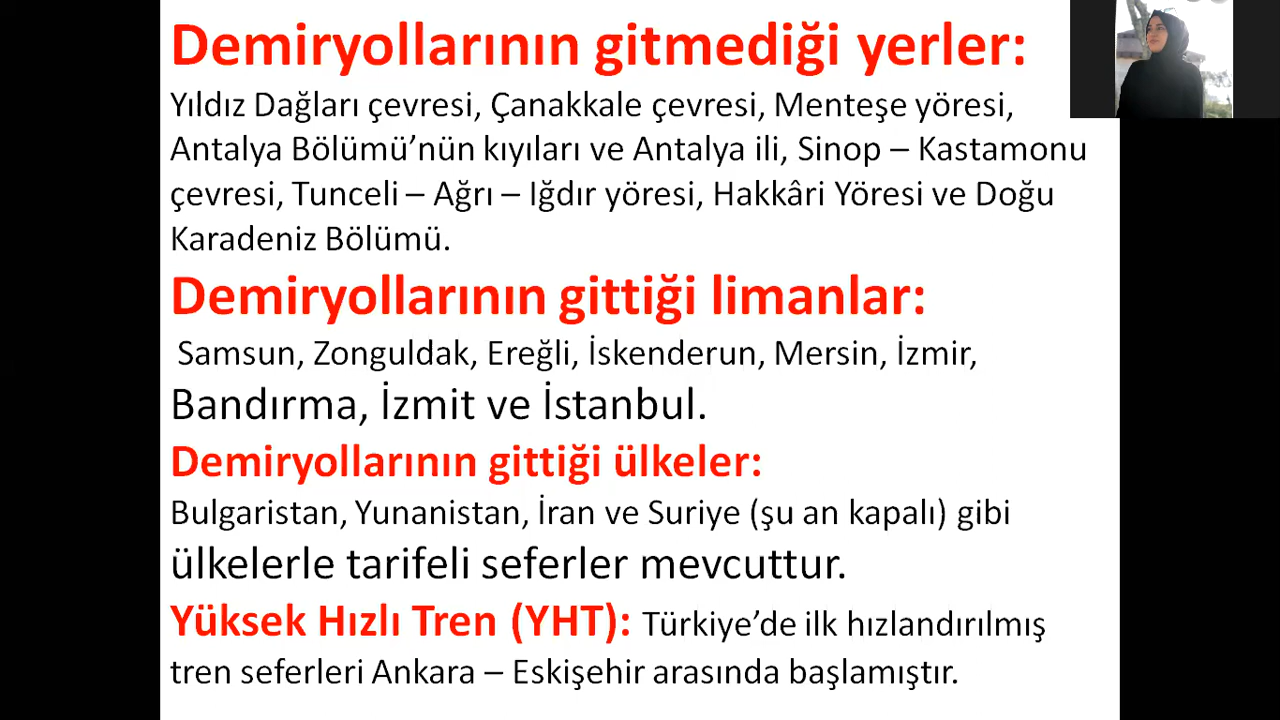 Demiryollarının gitmediği yerler:
Yıldız Dağları çevresi, Çanakkale çevresi, Menteşe yöresi,
Antalya Bölümü’nün kıyıları ve Antalya ili, Sinop – Kastamonu
çevresi, Tunceli – Ağrı – Iğdır yöresi, Hakkâri Yöresi ve Doğu
Karadeniz Bölümü.
Demiryollarının gittiği limanlar:
Samsun, Zonguldak, Ereğli, İskenderun, Mersin, İzmir,
Bandırma, İzmit ve İstanbul.
Demiryollarının gittiği ülkeler:
Bulgaristan, Yunanistan, İran ve Suriye (şu an kapalı) gibi
ülkelerle tarifeli seferler mevcuttur.
Yüksek Hızlı Tren (YHT): Türkiye’de ilk hızlandırılmış
tren seferleri Ankara – Eskişehir arasında başlamıştır.